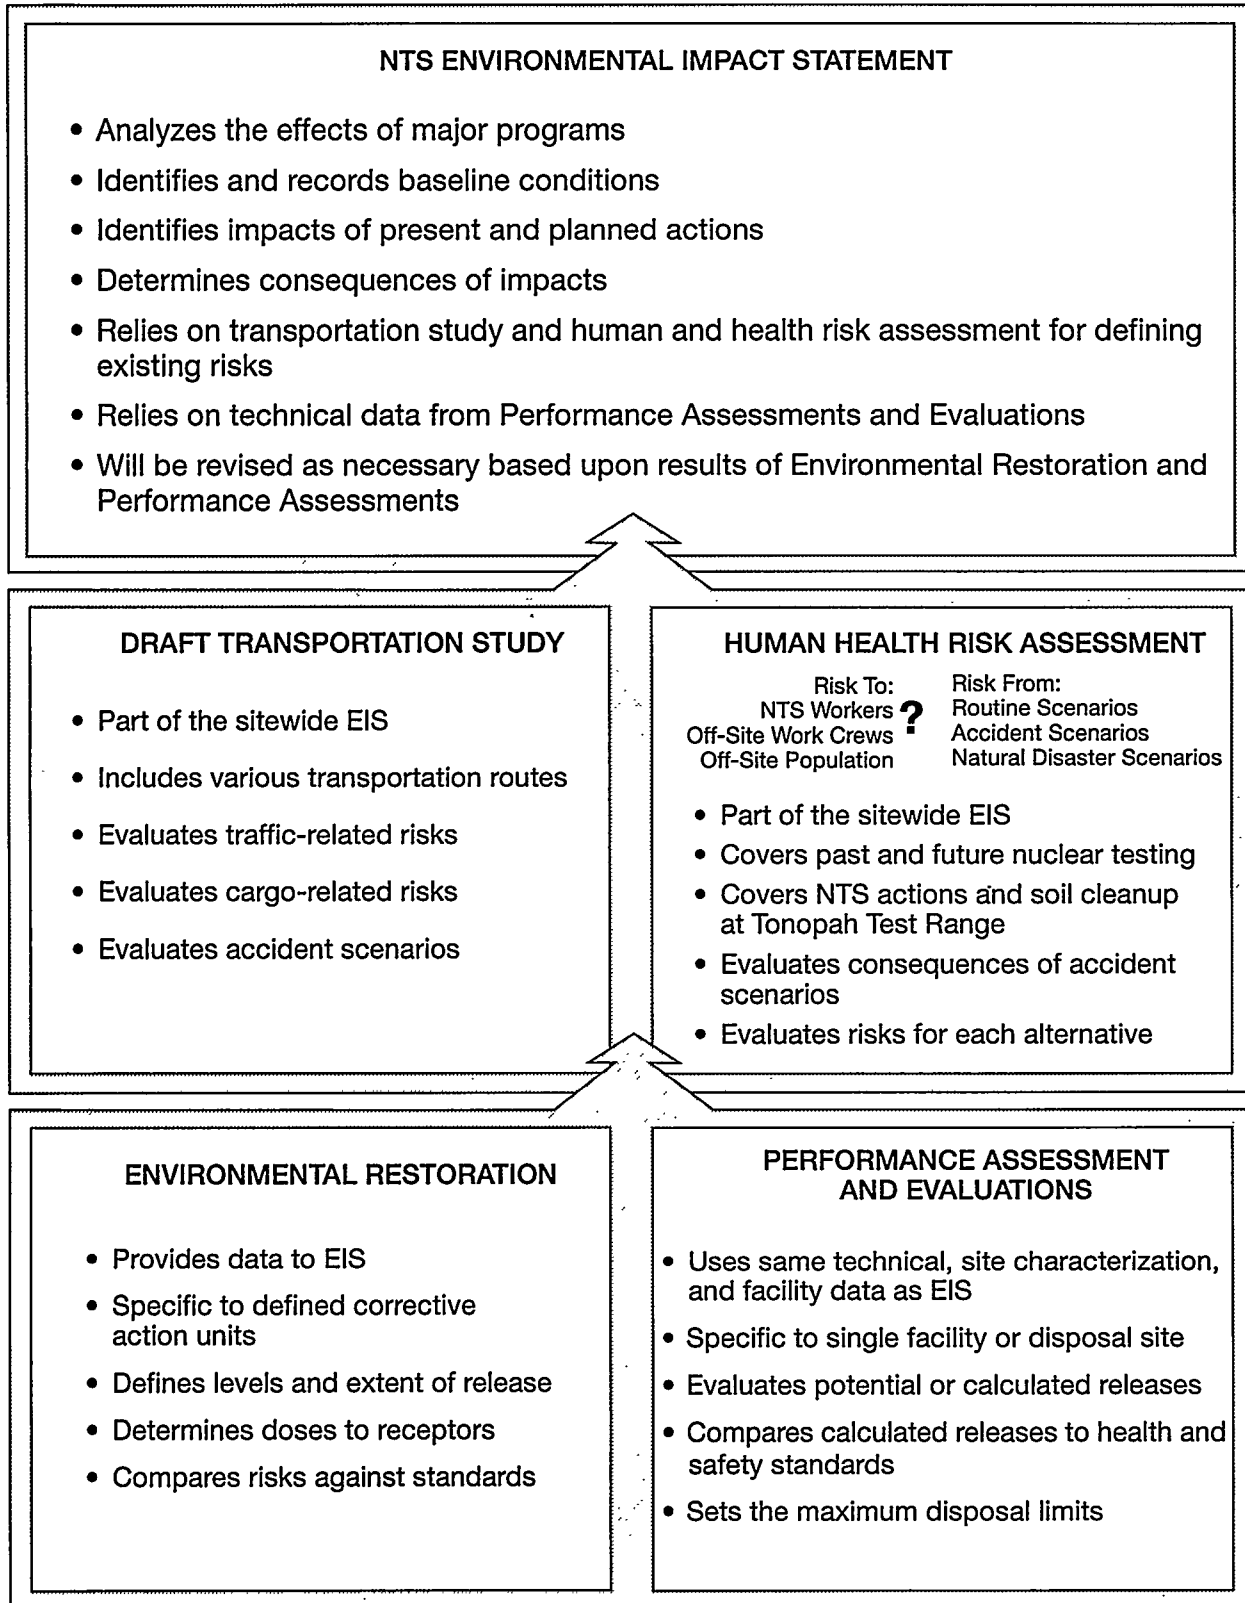 NTS ENVIRONMENTAL IMPACT STATEMENT
• Analyzes the effects of major programs
• Identifies and records baseline conditions
• Identifies impacts of present and planned actions
• Determines consequences of impacts
• Relies on transportation study and human and health risk assessment for defining
existing risks
• Relies on technical data from Performance Assessments and Evaluations
• Will be revised as necessary based upon results of Environmental Restoration and
Performance Assessments
DRAFT TRANSPORTATION STUDY
• Part of the sitewide EIS
• Includes various transportation routes
• Evaluates traffic-related risks
• Evaluates cargo-related risks
• Evaluates accident scenarios
HUMAN HEALTH RISK ASSESSMENT
Risk To:
NTS Workers
Off-Site Work Crews
Off-Site Population
?
Risk From:
Routine Scenarios
Accident Scenarios
Natural Disaster Scenarios
• Part of the sitewide EIS
• Covers past and future nuclear testing
• Covers NTS actions and soil cleanup
at Tonopah Test Range
• Evaluates consequences of accident
scenarios
• Evaluates risks for each alternative
ENVIRONMENTAL RESTORATION
• Provides data to EIS
• Specific to defined corrective
action units
• Defines levels and extent of release
• Determines doses to receptors
• Compares risks against standards
PERFORMANCE ASSESSMENT
AND EVALUATIONS
• Uses same technical, site characterization,
and facility data as EIS
• Specific to single facility or disposal site
• Evaluates potential or calculated releases
• Compares calculated releases to health and
safety standards
• Sets the maximum disposal limits